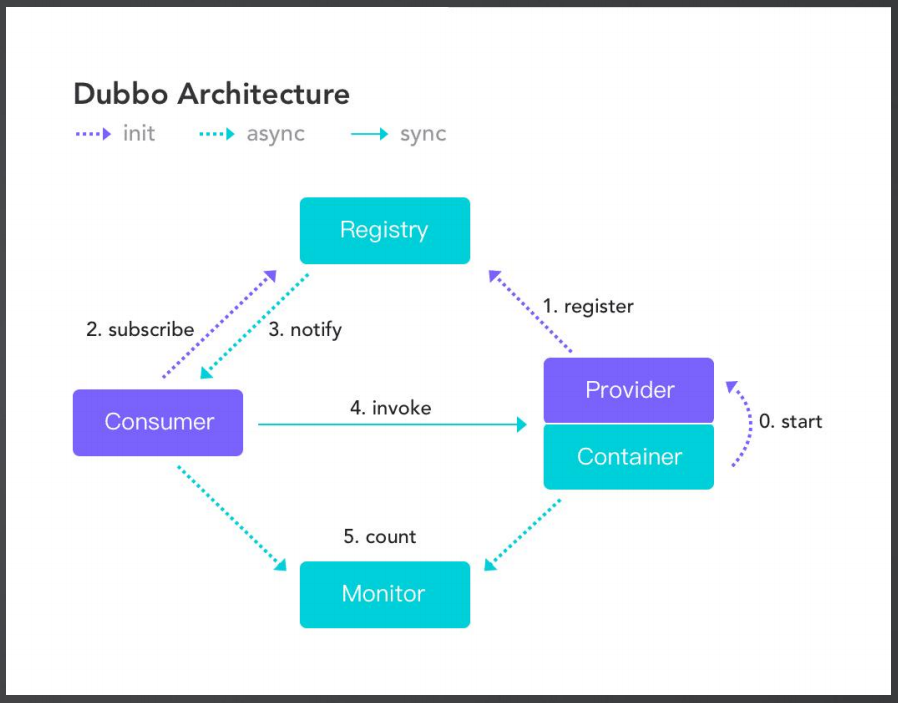 Dubbo Architecture
init async sync
Registry
1. register
2. subscribe 3. notify
Provider
4. invoke
Consumer
0. start
Container
5. count
Monitor